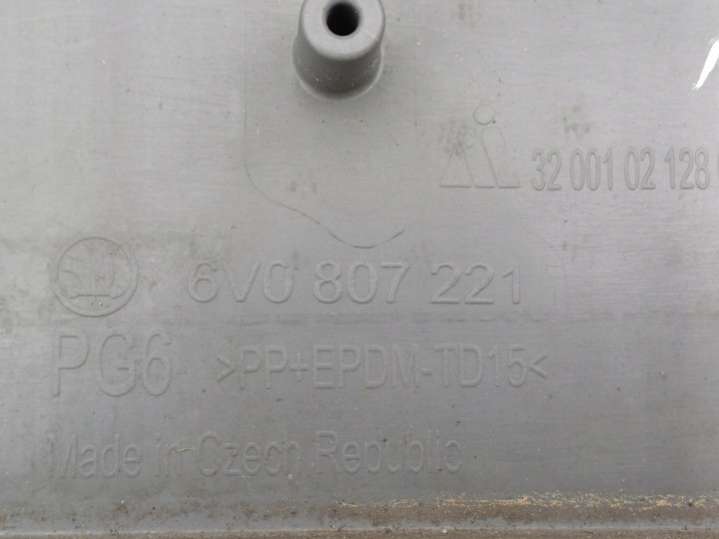 32 001 02 128
6V0 807 221
PG6 >PP+EPDM-TD15<
Made in Czech Republic